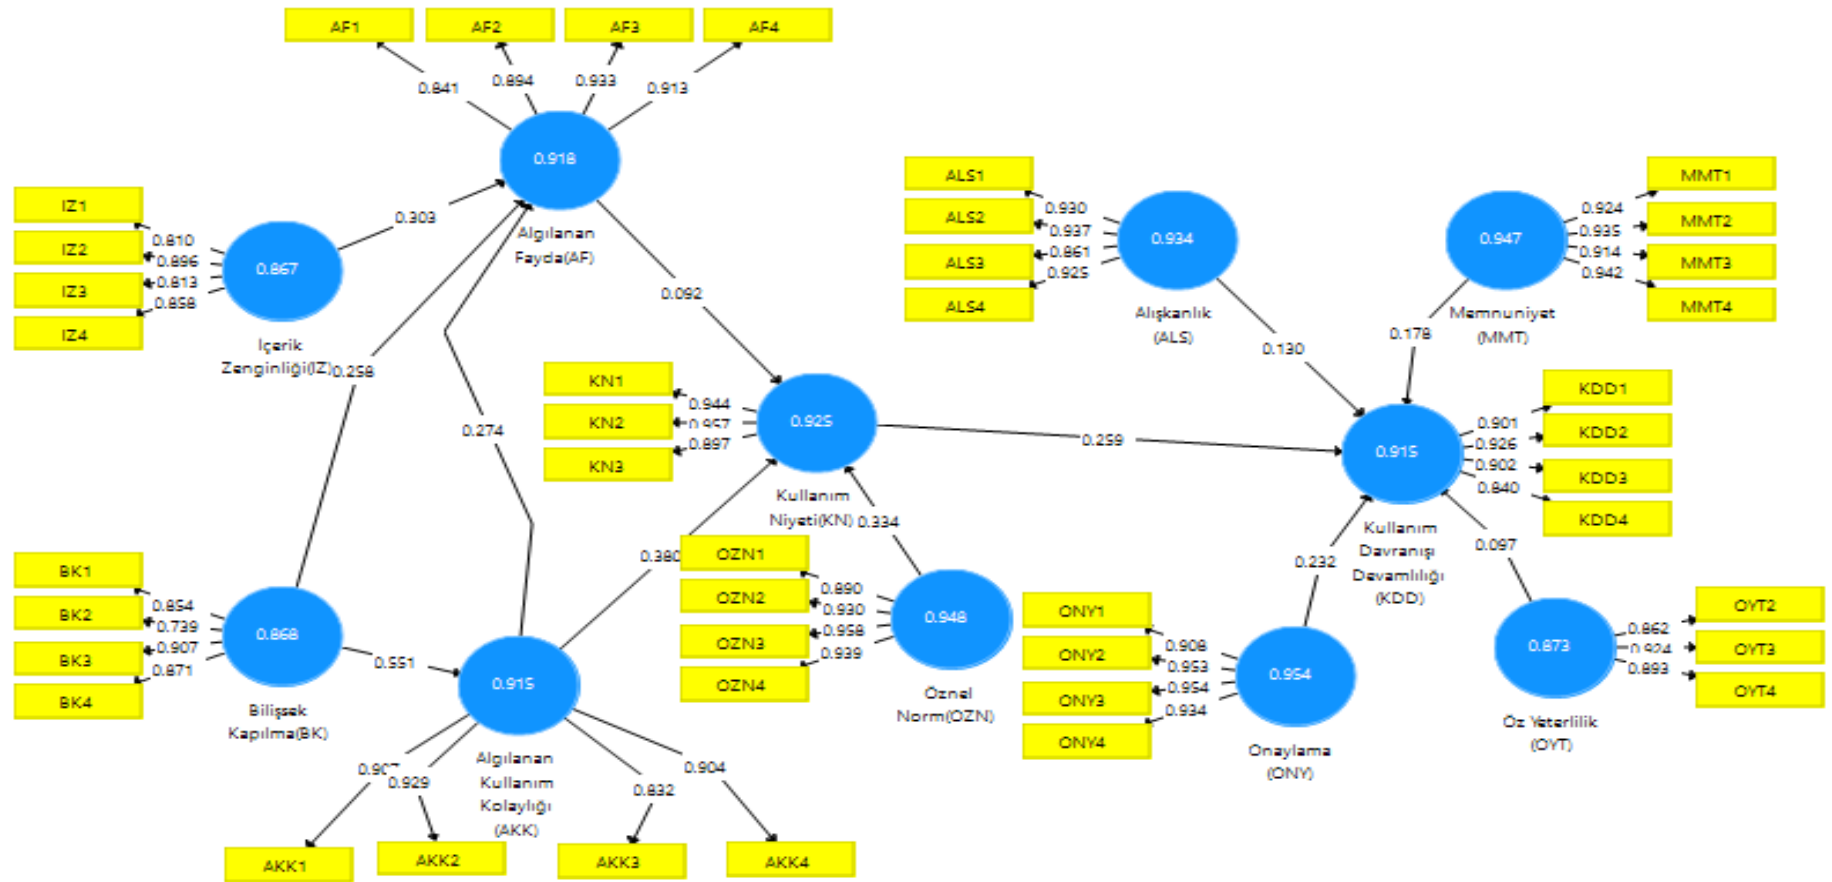 AF1
AF2
AF3
AF4
0.841
0.894
0.933
0.913
0.918
Algılanan
Fayda(AF)
IZ1
IZ2
IZ3
IZ4
0.810
0.896
0.813
0.858
0.867
İçerik
Zenginliği(IZ)
0.303
0.258
0.274
0.092
ALS1
ALS2
ALS3
ALS4
0.930
0.937
0.861
0.925
0.934
Alışkanlık
(ALS)
0.130
MMT1
MMT2
MMT3
MMT4
0.924
0.935
0.914
0.942
0.947
Memnuniyet
(MMT)
0.178
KN1
KN2
KN3
0.944
0.957
0.897
0.925
Kullanım
Niyeti(KN)
0.259
KDD1
KDD2
KDD3
KDD4
0.901
0.926
0.902
0.840
0.915
Kullanım
Davranışı
Devamlılığı
(KDD)
BK1
BK2
BK3
BK4
0.854
0.739
0.907
0.871
0.868
Bilişsek
Kapılma(BK)
0.551
0.380
0.334
AKK1
AKK2
AKK3
AKK4
0.907
0.929
0.832
0.904
0.915
Algılanan
Kullanım
Kolaylığı
(AKK)
OZN1
OZN2
OZN3
OZN4
0.890
0.930
0.958
0.939
0.948
Öznel
Norm(OZN)
ONY1
ONY2
ONY3
ONY4
0.908
0.953
0.954
0.934
0.954
Onaylama
(ONY)
0.232
0.097
OYT2
OYT3
OYT4
0.862
0.924
0.893
0.873
Öz Yeterlilik
(OYT)